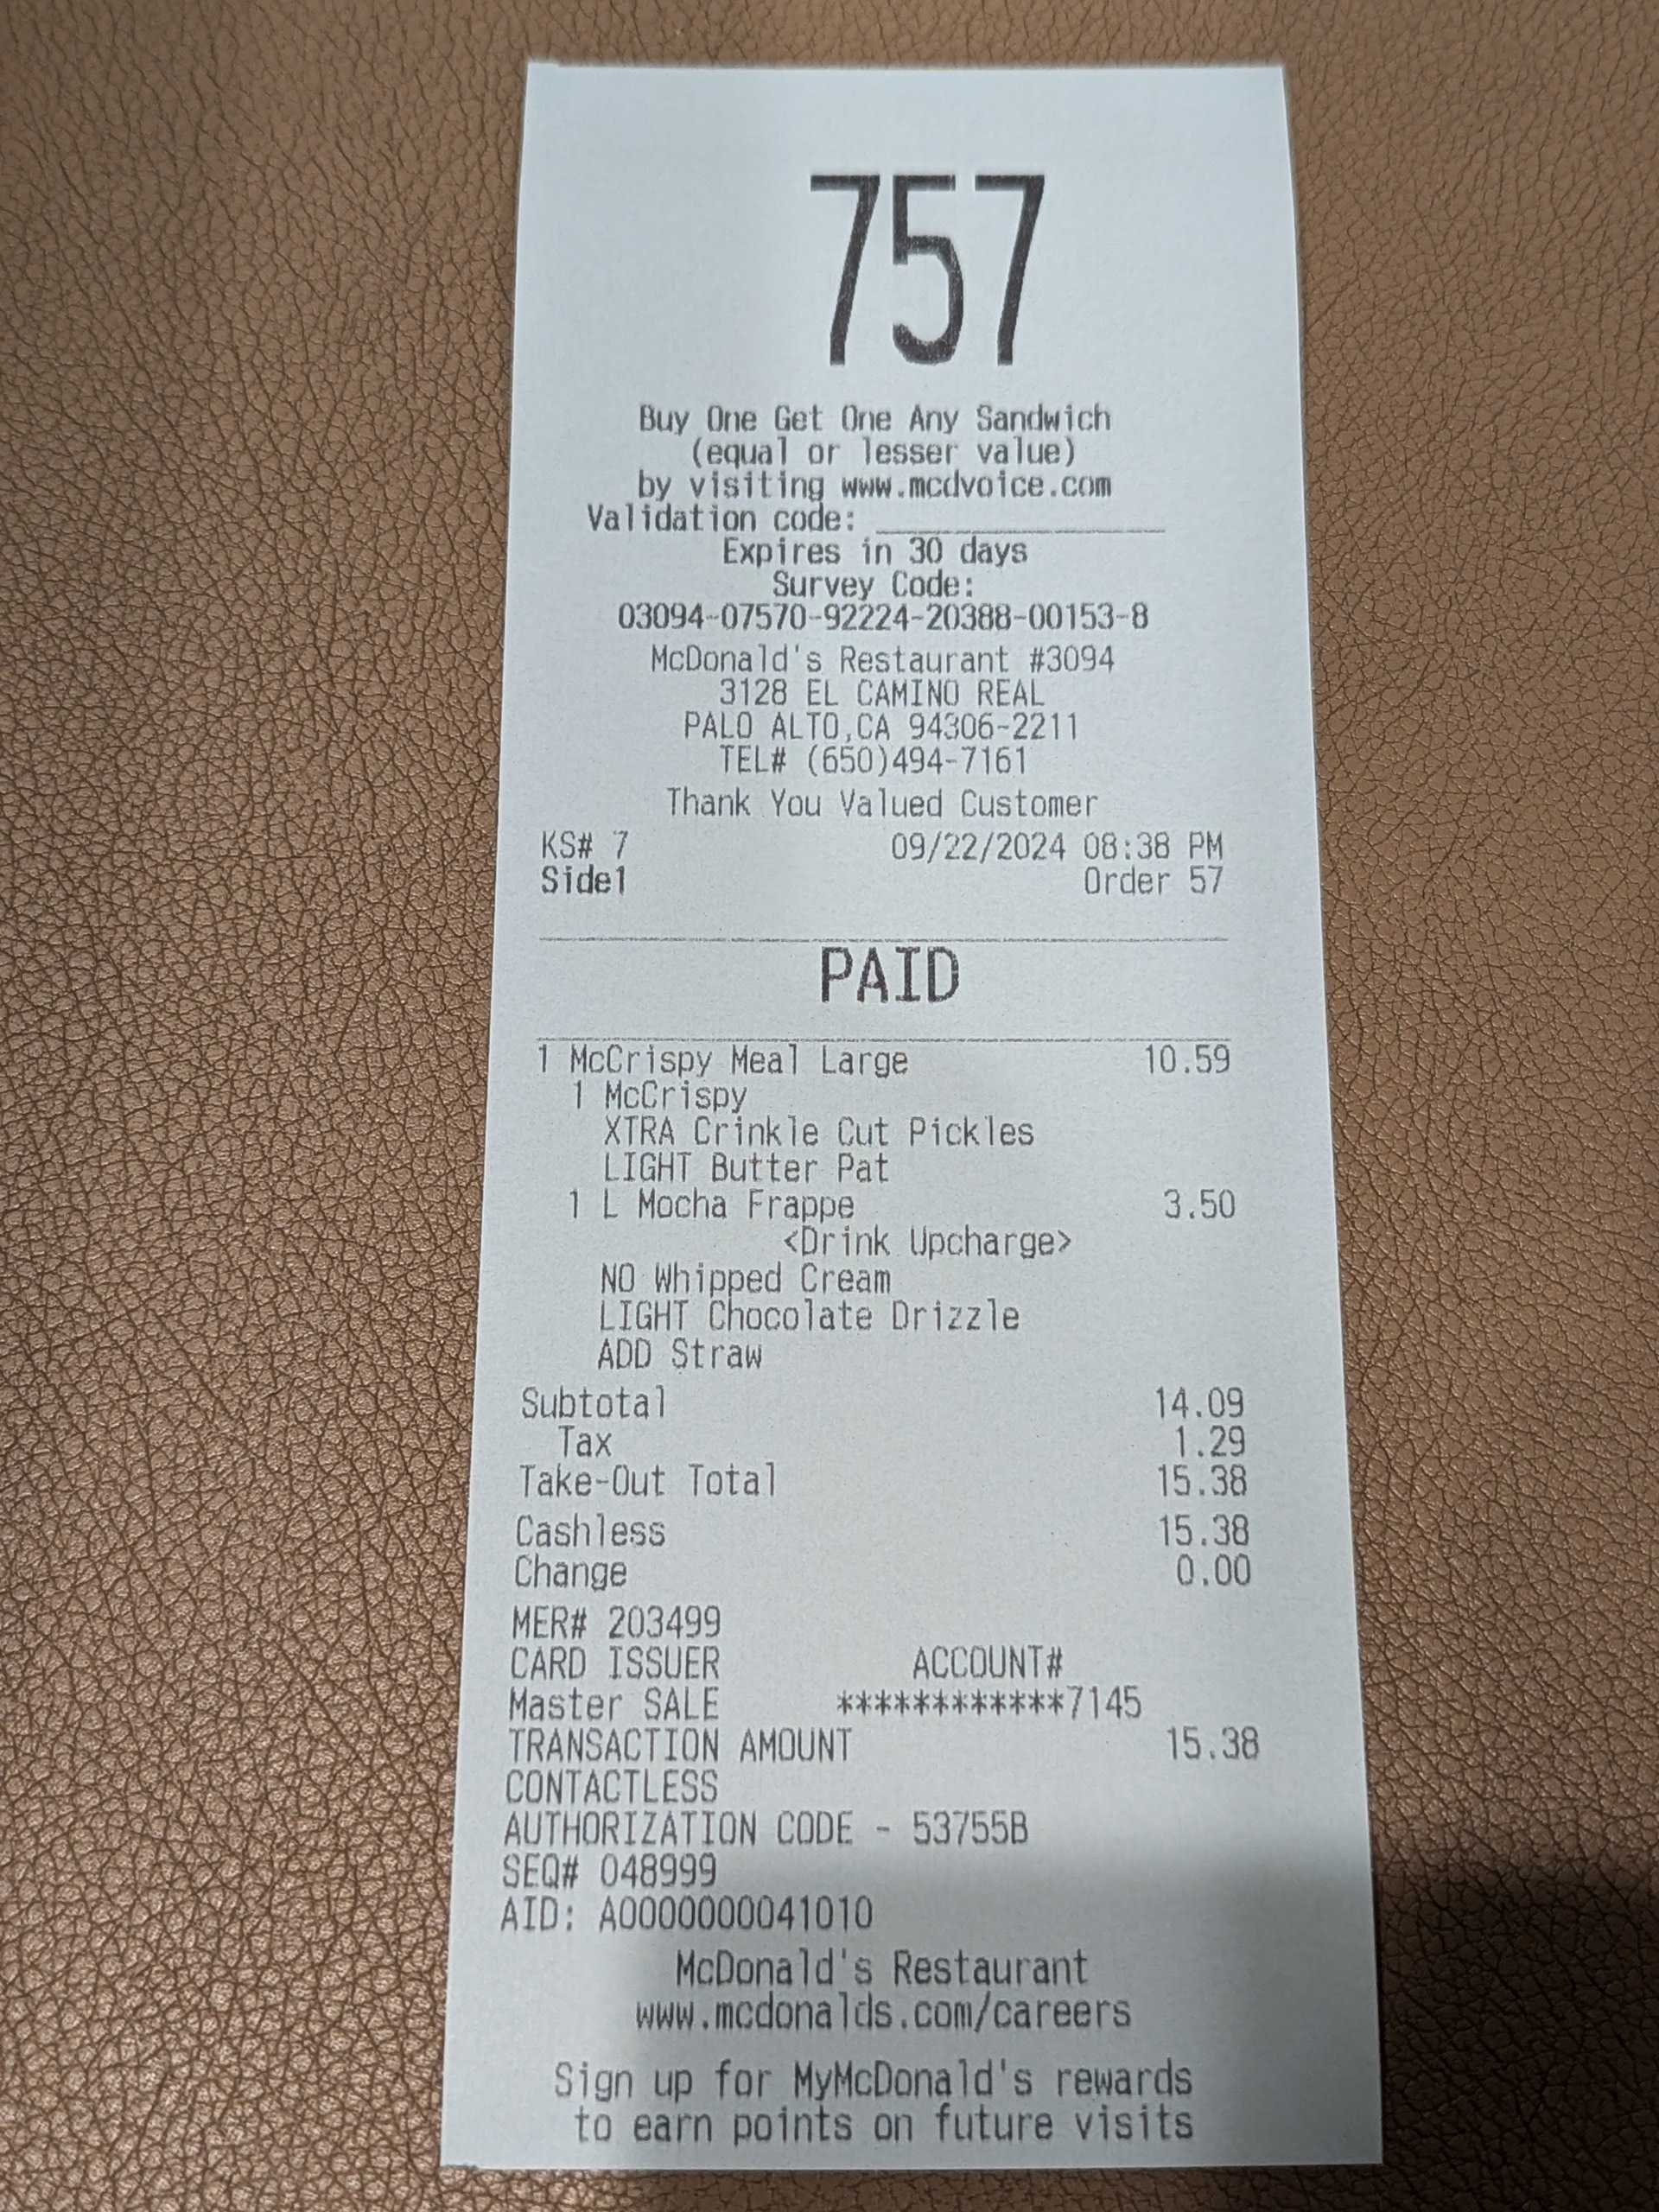 757
Buy One Get One Any Sandwich
(equal or lesser value)
by visiting www.mcdvoice.com
Validation code: ________________
Expires in 30 days
Survey Code:
03094-07570-92224-20388-00153-8
McDonald's Restaurant #3094
3128 EL CAMINO REAL
PALO ALTO,CA 94306-2211
TEL# (650)494-7161
Thank You Valued Customer
KS# 7 09/22/2024 08:38 PM
Side1 Order 57
PAID
1 McCrispy Meal Large 10.59
1 McCrispy
XTRA Crinkle Cut Pickles
LIGHT Butter Pat
1 L Mocha Frappe 3.50
<Drink Upcharge>
NO Whipped Cream
LIGHT Chocolate Drizzle
ADD Straw
Subtotal 14.09
Tax 1.29
Take-Out Total 15.38
Cashless 15.38
Change 0.00
MER# 203499
CARD ISSUER ACCOUNT#
Master SALE ************7145
TRANSACTION AMOUNT 15.38
CONTACTLESS
AUTHORIZATION CODE - 53755B
SEQ# 048999
AID: A0000000041010
McDonald's Restaurant
www.mcdonalds.com/careers
Sign up for MyMcDonald's rewards
to earn points on future visits